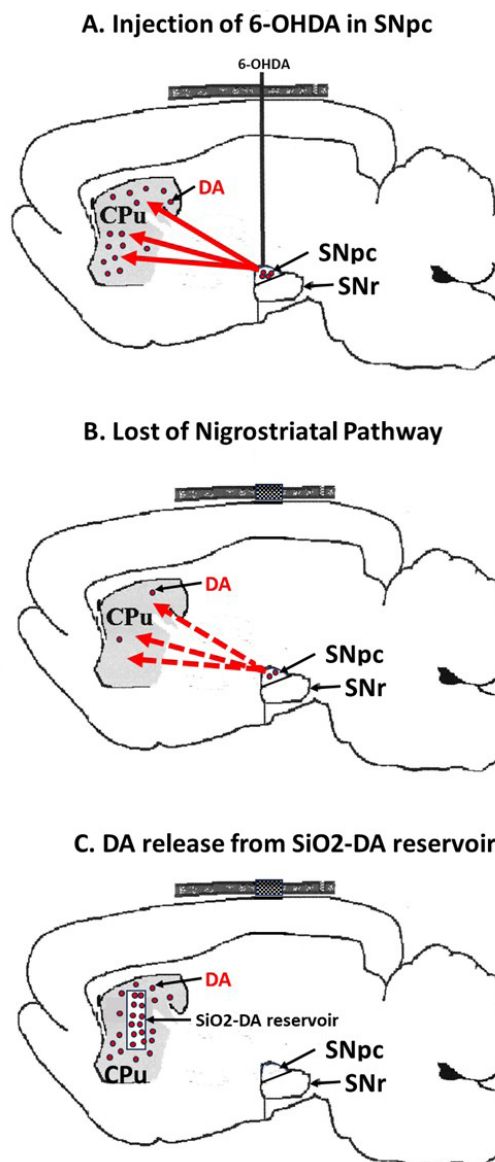 A. Injection of 6-OHDA in SNpc
6-OHDA
DA
CPu
SNpc
SNr
B. Lost of Nigrostriatal Pathway
DA
CPu
SNpc
SNr
C. DA release from SiO2-DA reservoir
DA
SiO2-DA reservoir
SNpc
CPu
SNr